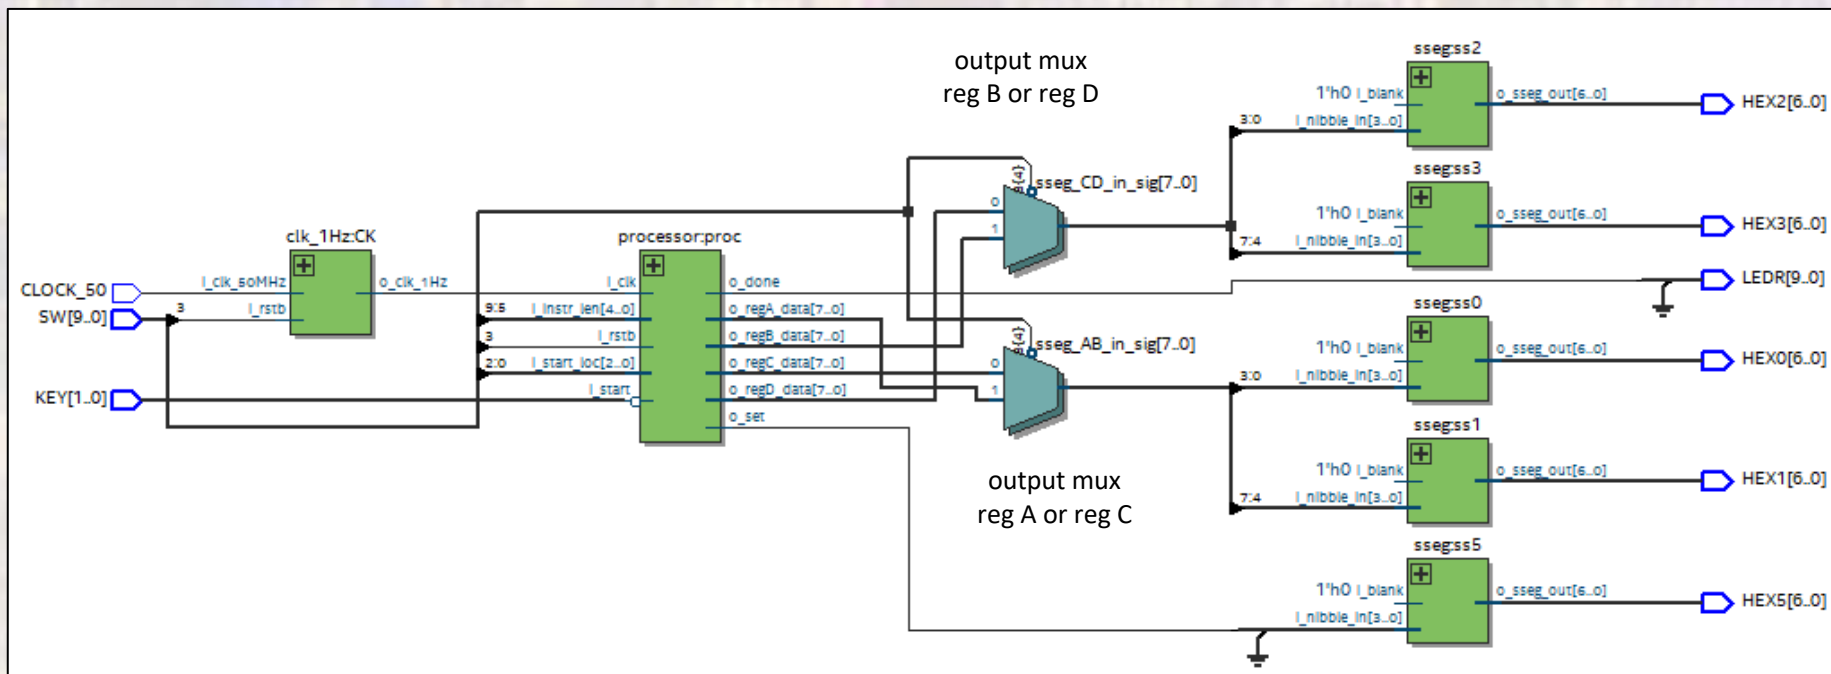 output mux
reg B or reg D
sseg:ss2
1'h0 i_blank
i_nibble_in[3..0]
3:0
o_sseg_out[6..0]
HEX2[6..0]
sseg:ss3
1'h0 i_blank
i_nibble_in[3..0]
7:4
o_sseg_out[6..0]
HEX3[6..0]
sseg_CD_in_sig[7..0]
0
1
clk_1Hz:CK
CLOCK_50
i_clk_50MHz
o_clk_1Hz
SW[9..0]
3
i_rstb
KEY[1..0]
processor:proc
i_clk
9:5
i_instr_len[4..0]
3
i_rstb
2:0
i_start_loc[2..0]
i_start
o_done
o_regA_data[7..0]
o_regB_data[7..0]
o_regC_data[7..0]
o_regD_data[7..0]
o_set
LEDR[9..0]
sseg_AB_in_sig[7..0]
0
1
sseg:ss0
1'h0 i_blank
3:0
i_nibble_in[3..0]
o_sseg_out[6..0]
HEX0[6..0]
output mux
reg A or reg C
sseg:ss1
1'h0 i_blank
7:4
i_nibble_in[3..0]
o_sseg_out[6..0]
HEX1[6..0]
sseg:ss5
1'h0 i_blank
i_nibble_in[3..0]
o_sseg_out[6..0]
HEX5[6..0]